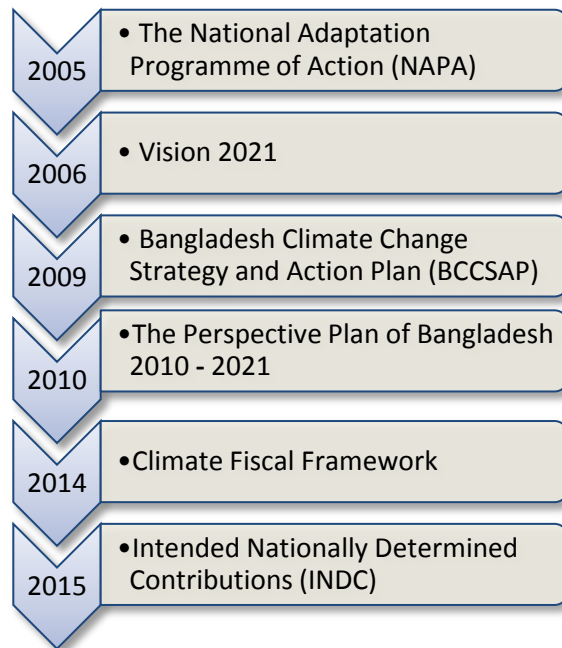 2005
• The National Adaptation
Programme of Action (NAPA)
2006
• Vision 2021
2009
• Bangladesh Climate Change
Strategy and Action Plan (BCCSAP)
2010
•The Perspective Plan of Bangladesh
2010 - 2021
2014
•Climate Fiscal Framework
2015
•Intended Nationally Determined
Contributions (INDC)